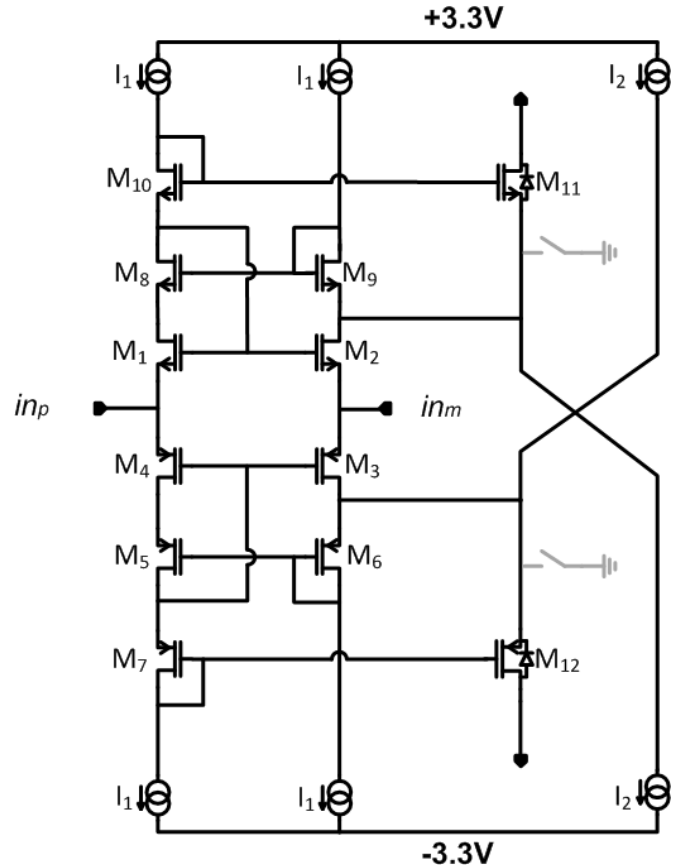 +3.3V
I1 I1 I2
M10 M11
M8 M9
M1 M2
inp inm
M4 M3
M5 M6
M7 M12
I1 I1 I2
-3.3V